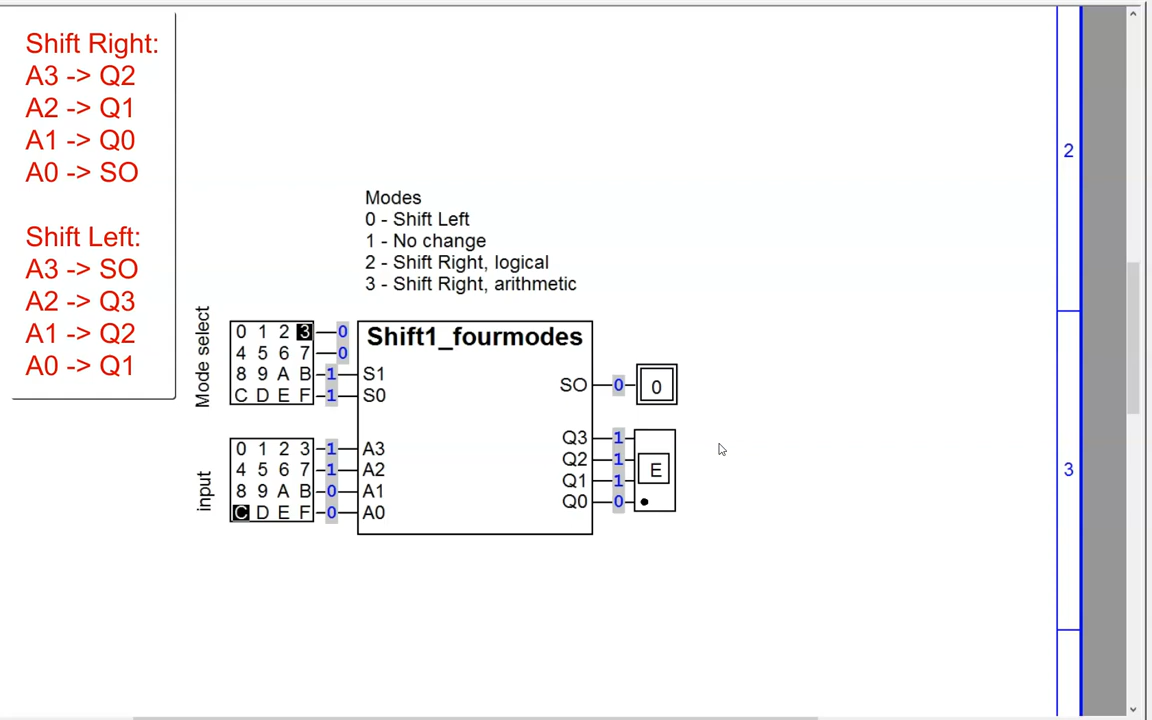 Shift Right:
A3 -> Q2
A2 -> Q1
A1 -> Q0
A0 -> SO
Shift Left:
A3 -> SO
A2 -> Q3
A1 -> Q2
A0 -> Q1
2
3
Modes
0 - Shift Left
1 - No change
2 - Shift Right, logical
3 - Shift Right, arithmetic
Mode select
0 1 2 3 0
4 5 6 7 0
8 9 A B 1 S1
C D E F 1 S0
input
0 1 2 3 1 A3
4 5 6 7 1 A2
8 9 A B 0 A1
C D E F 0 A0
Shift1_fourmodes
SO 0 0
Q3 1
Q2 1
Q1 1
Q0 0
E